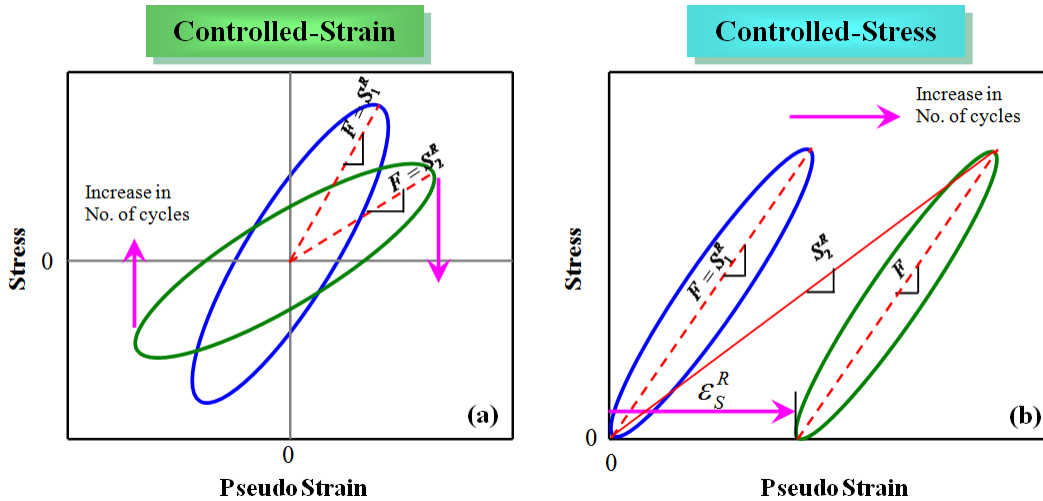 Controlled-Strain
Controlled-Stress
F = S₁ᴿ
F = S₂ᴿ
Increase in
No. of cycles
Stress
0
0
(a)
Pseudo Strain
Increase in
No. of cycles
F = S₁ᴿ
S₂ᴿ
F
εₛᴿ
Stress
0
0
(b)
Pseudo Strain